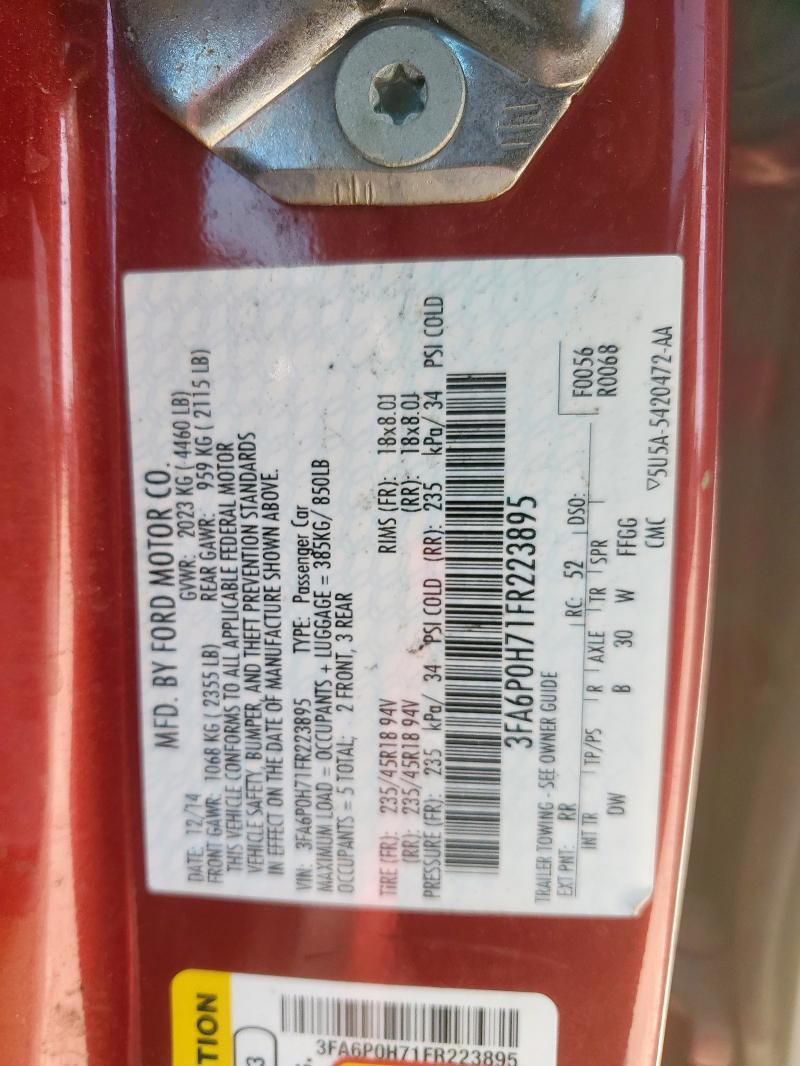 MFD. BY FORD MOTOR CO.
DATE: 12/14 GVWR: 2023 KG ( 4460 LB)
FRONT GAWR: 1068 KG ( 2355 LB) REAR GAWR: 959 KG ( 2115 LB)
THIS VEHICLE CONFORMS TO ALL APPLICABLE FEDERAL MOTOR
VEHICLE SAFETY, BUMPER, AND THEFT PREVENTION STANDARDS
IN EFFECT ON THE DATE OF MANUFACTURE SHOWN ABOVE.
VIN: 3FA6P0H71FR223895 TYPE: Passenger Car
MAXIMUM LOAD = OCCUPANTS + LUGGAGE = 385KG/ 850LB
OCCUPANTS = 5 TOTAL; 2 FRONT, 3 REAR
TIRE (FR): 235/45R18 94V RIMS (FR): 18x8.0J
(RR): 235/45R18 94V (RR): 18x8.0J
PRESSURE (FR): 235 kPa/ 34 PSI COLD (RR): 235 kPa/ 34 PSI COLD
3FA6P0H71FR223895
TRAILER TOWING - SEE OWNER GUIDE
EXT PNT: RR RC: 52 DSO: F0056
R0068
INT TR TP/PS R AXLE TR SPR
DW B 30 W FFGG
CMC ▽5U5A-5420472-AA
TION
3
3FA6P0H71FR223895